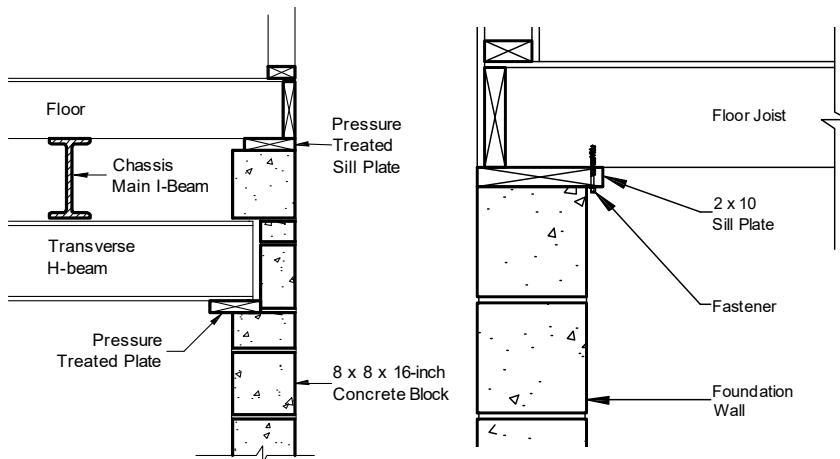 Floor
Chassis
Main I-Beam
Transverse
H-beam
Pressure
Treated Plate
Pressure
Treated
Sill Plate
8 x 8 x 16-inch
Concrete Block
Floor Joist
2 x 10
Sill Plate
Fastener
Foundation
Wall